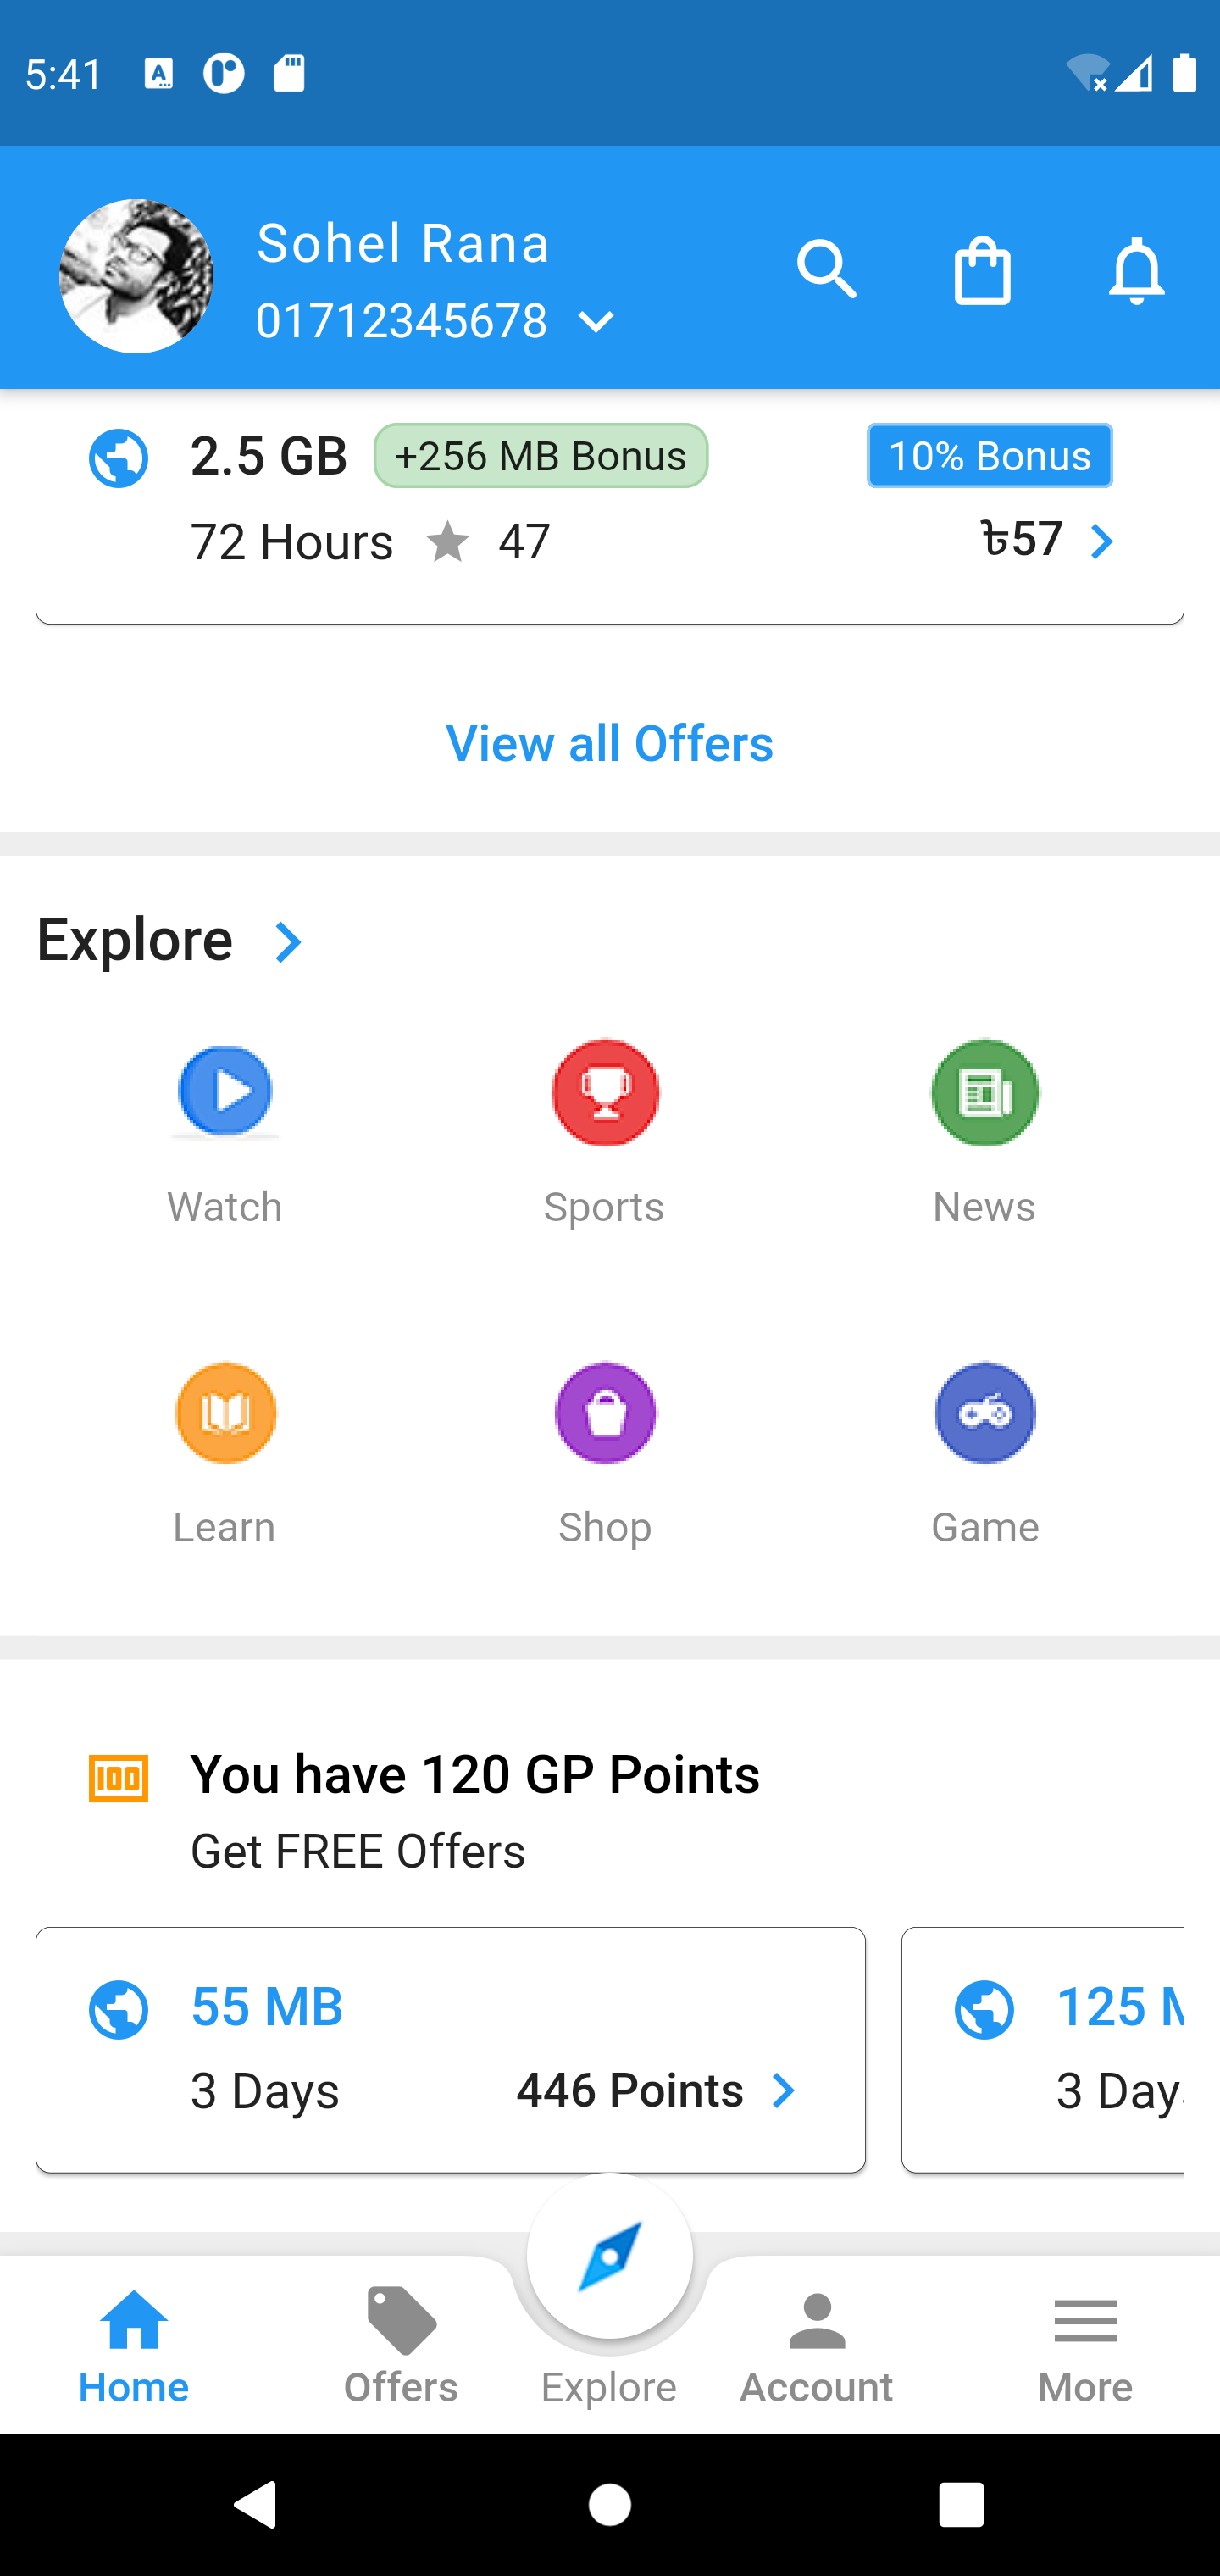 5:41
Sohel Rana
01712345678
2.5 GB +256 MB Bonus 10% Bonus
72 Hours 47 ৳57
View all Offers
Explore
Watch Sports News
Learn Shop Game
100 You have 120 GP Points
Get FREE Offers
55 MB 125 M
3 Days 446 Points 3 Days
Home Offers Explore Account More